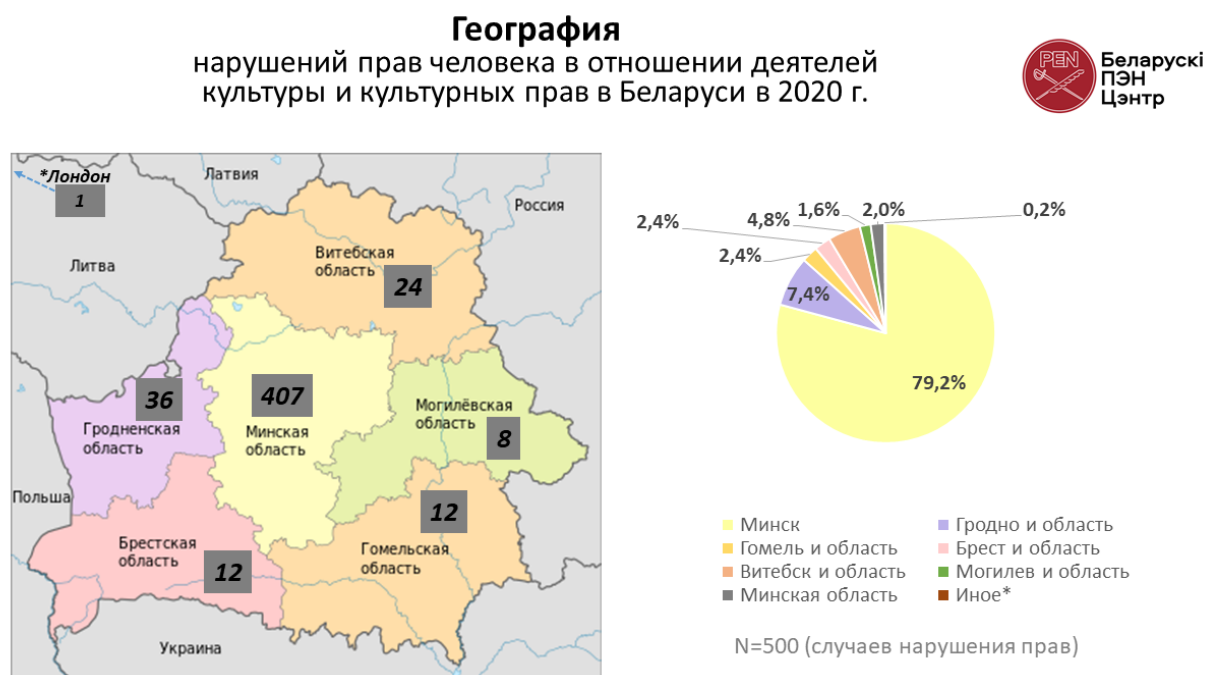 География
нарушений прав человека в отношении деятелей
культуры и культурных прав в Беларуси в 2020 г.
PEN
Беларускі
ПЭН
Цэнтр
*Лондон
1
Латвия
Россия
Литва
Витебская
область
24
36
407
Гродненская
область
Минская
область
Могилёвская
область
8
Польша
12
Брестская
область
12
Гомельская
область
Украина
2,4%
4,8%
1,6%
2,0%
0,2%
2,4%
7,4%
79,2%
Минск
Гродно и область
Гомель и область
Брест и область
Витебск и область
Могилев и область
Минская область
Иное*
N=500 (случаев нарушения прав)